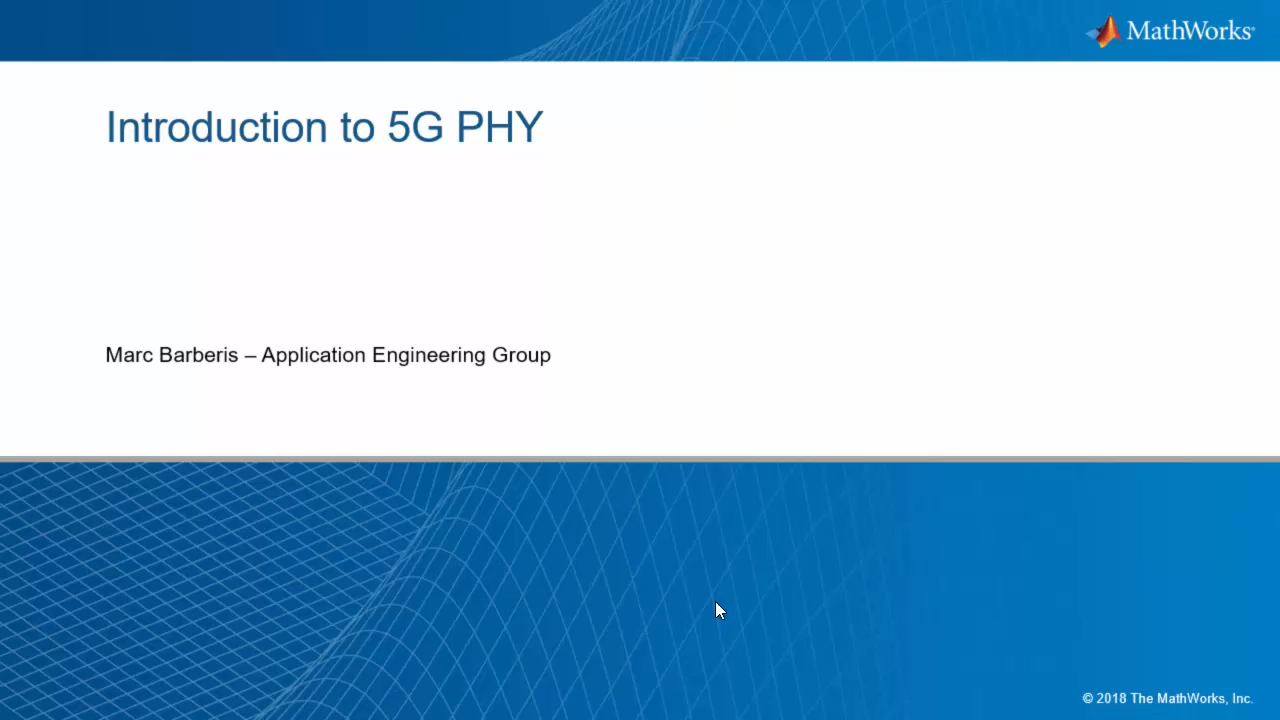 MathWorks®
Introduction to 5G PHY
Marc Barberis – Application Engineering Group
© 2018 The MathWorks, Inc.